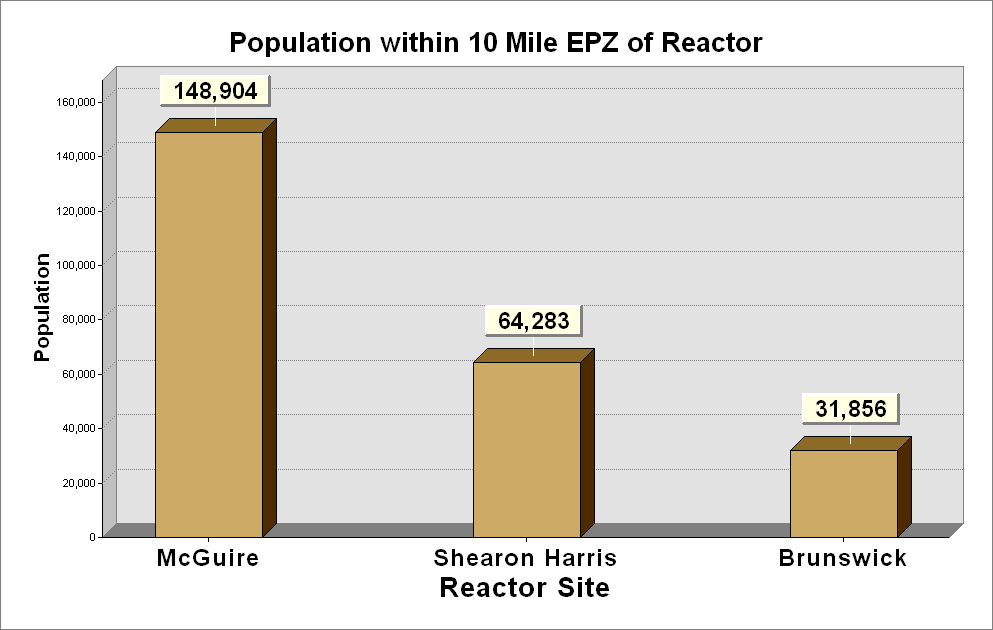 Population within 10 Mile EPZ of Reactor
Population
160,000
140,000
120,000
100,000
80,000
60,000
40,000
20,000
0
148,904
64,283
31,856
McGuire
Shearon Harris
Brunswick
Reactor Site